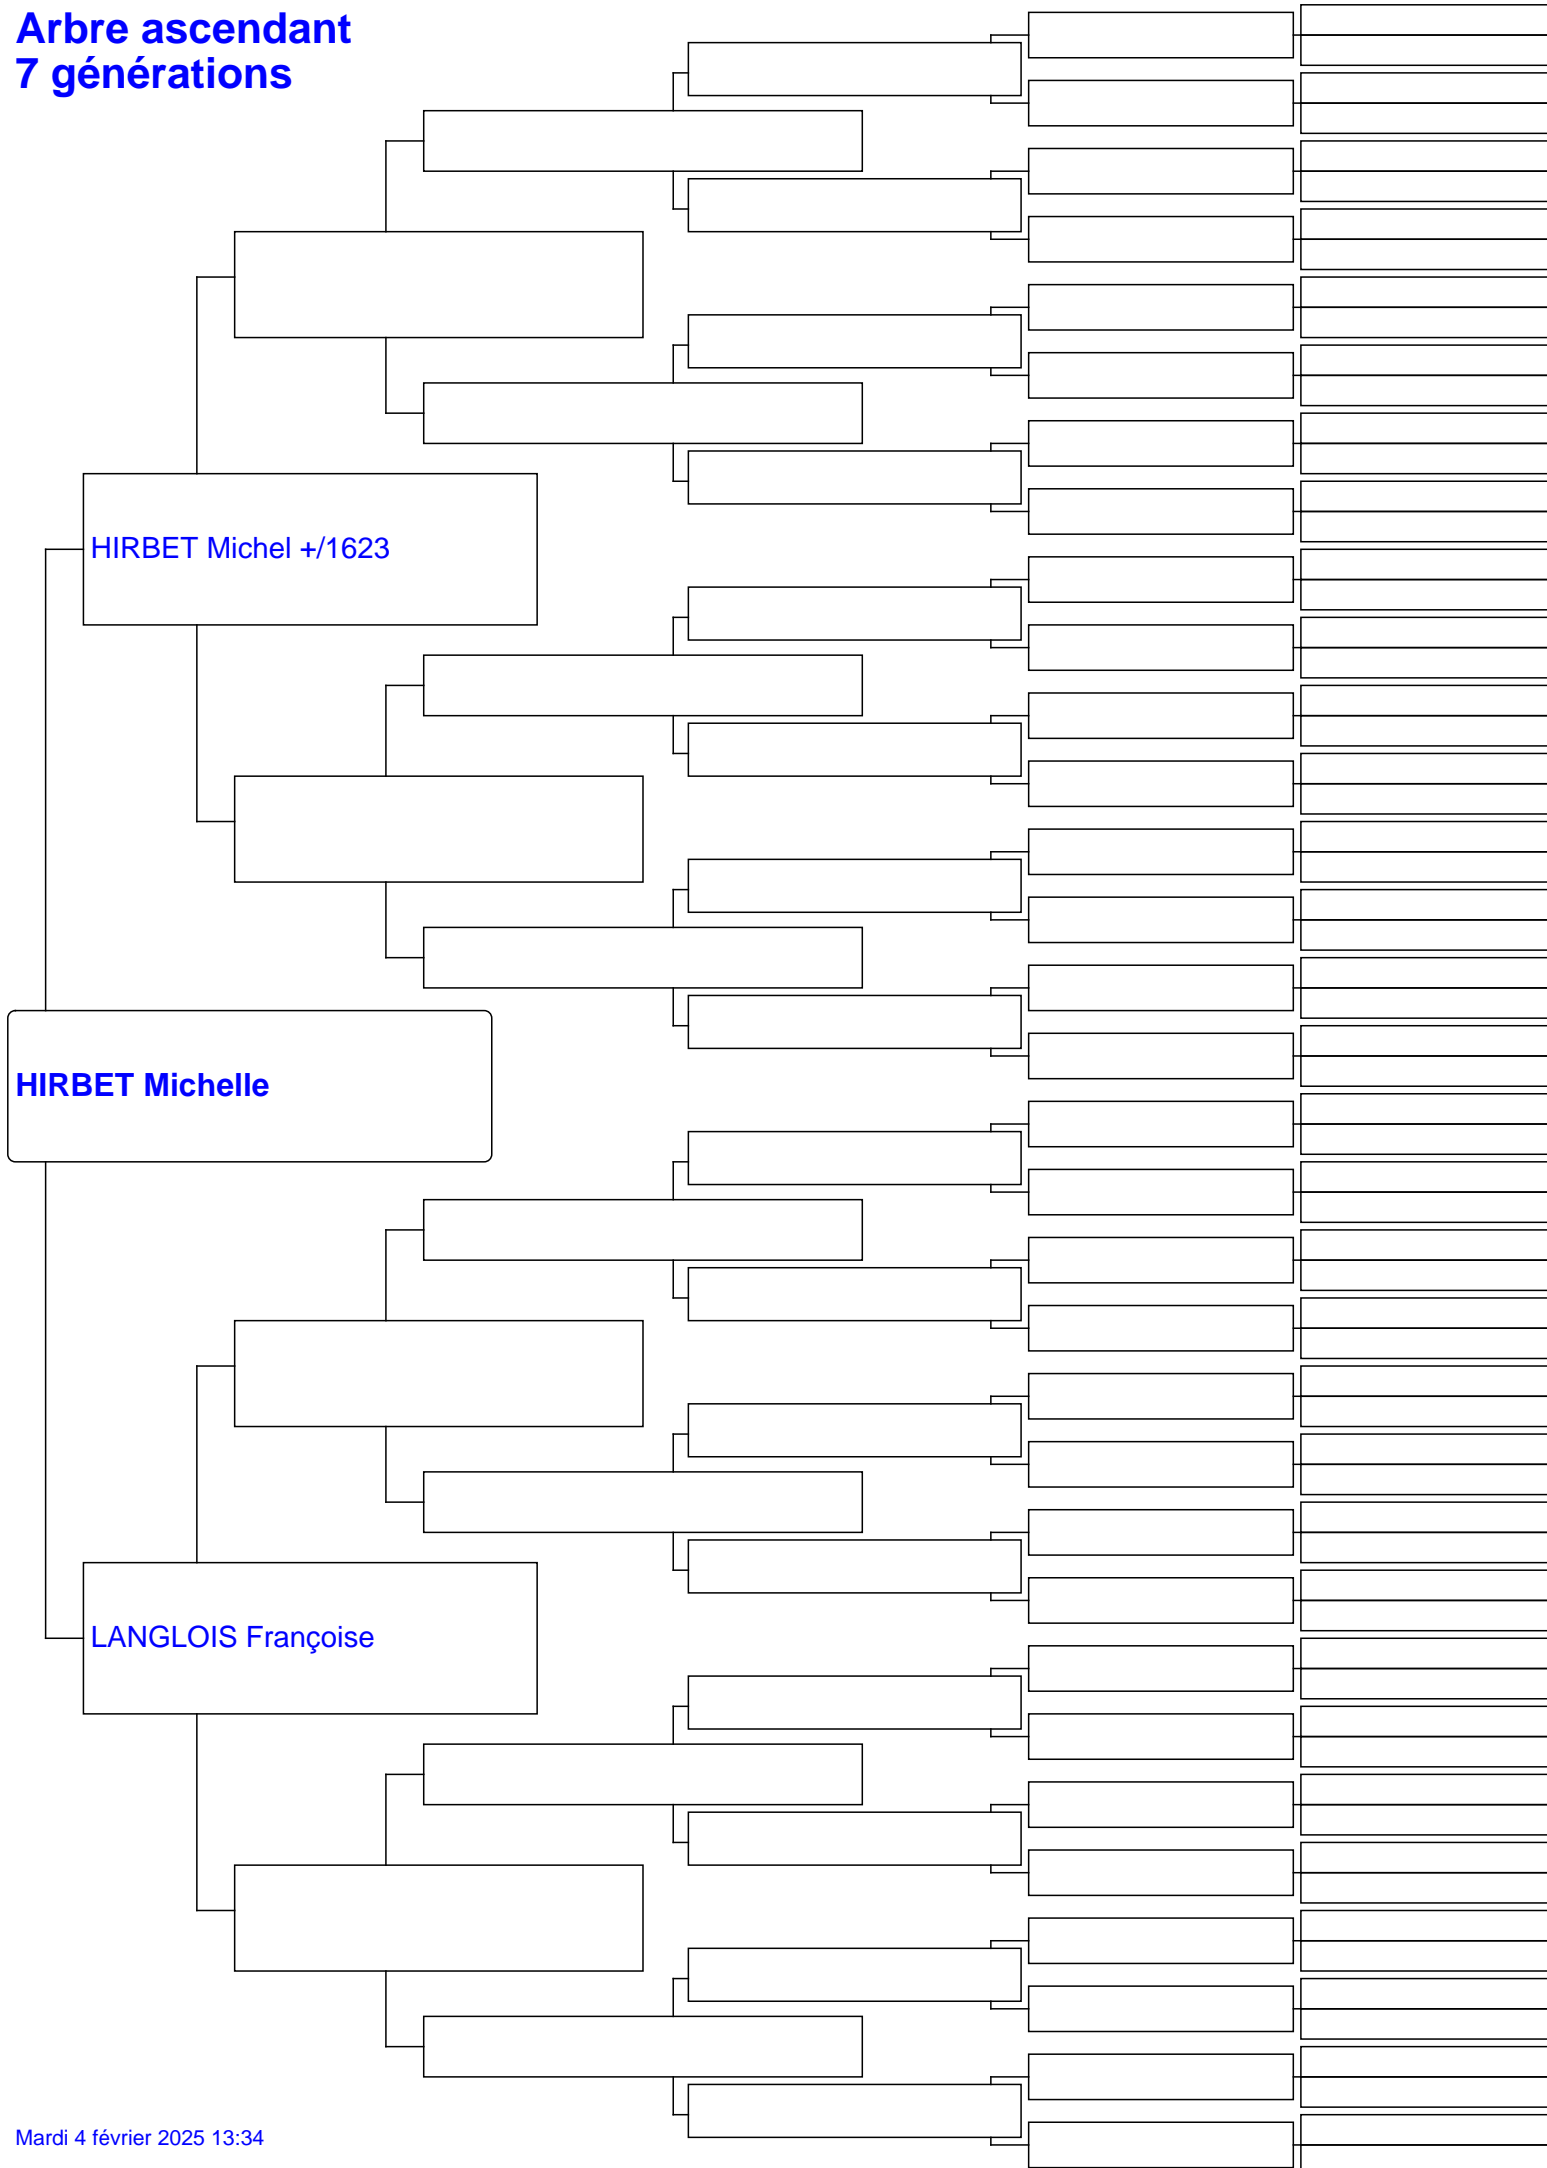 Arbre ascendant
7 générations
HIRBET Michel +/1623
HIRBET Michelle
LANGLOIS Françoise
Mardi 4 février 2025 13:34